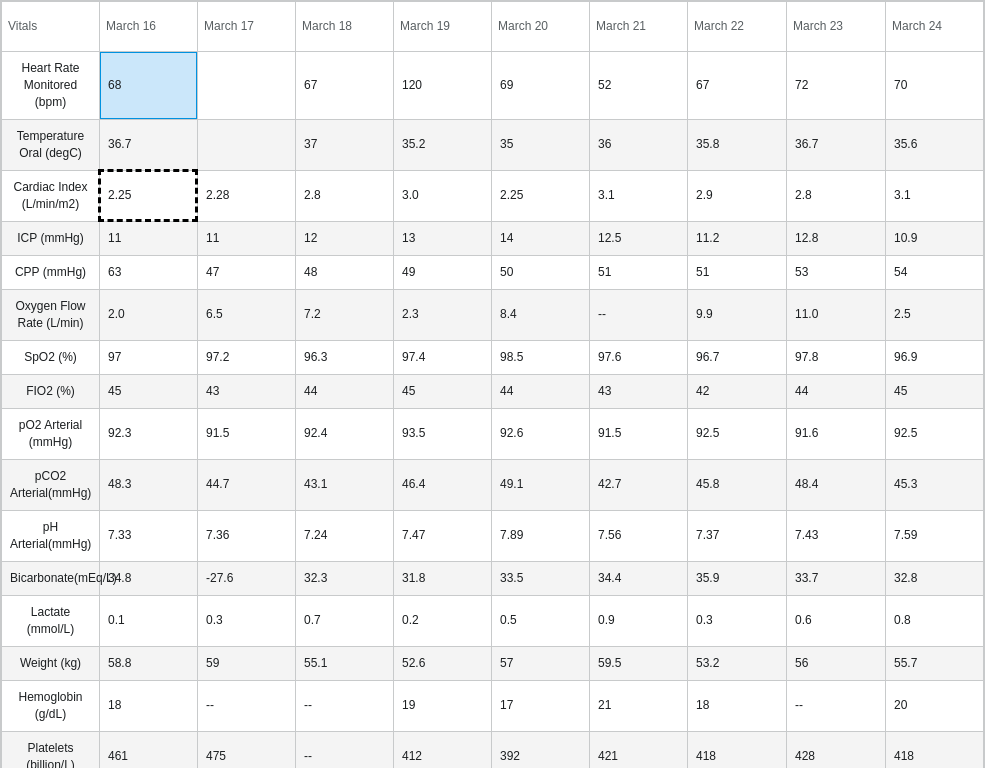 Vitals March 16 March 17 March 18 March 19 March 20 March 21 March 22 March 23 March 24
Heart Rate
Monitored
(bpm) 68 67 120 69 52 67 72 70
Temperature
Oral (degC) 36.7 37 35.2 35 36 35.8 36.7 35.6
Cardiac Index
(L/min/m2) 2.25 2.28 2.8 3.0 2.25 3.1 2.9 2.8 3.1
ICP (mmHg) 11 11 12 13 14 12.5 11.2 12.8 10.9
CPP (mmHg) 63 47 48 49 50 51 51 53 54
Oxygen Flow
Rate (L/min) 2.0 6.5 7.2 2.3 8.4 -- 9.9 11.0 2.5
SpO2 (%) 97 97.2 96.3 97.4 98.5 97.6 96.7 97.8 96.9
FIO2 (%) 45 43 44 45 44 43 42 44 45
pO2 Arterial
(mmHg) 92.3 91.5 92.4 93.5 92.6 91.5 92.5 91.6 92.5
pCO2
Arterial(mmHg) 48.3 44.7 43.1 46.4 49.1 42.7 45.8 48.4 45.3
pH
Arterial(mmHg) 7.33 7.36 7.24 7.47 7.89 7.56 7.37 7.43 7.59
Bicarbonate(mEq/L) 34.8 -27.6 32.3 31.8 33.5 34.4 35.9 33.7 32.8
Lactate
(mmol/L) 0.1 0.3 0.7 0.2 0.5 0.9 0.3 0.6 0.8
Weight (kg) 58.8 59 55.1 52.6 57 59.5 53.2 56 55.7
Hemoglobin
(g/dL) 18 -- -- 19 17 21 18 -- 20
Platelets
(billion/L) 461 475 -- 412 392 421 418 428 418